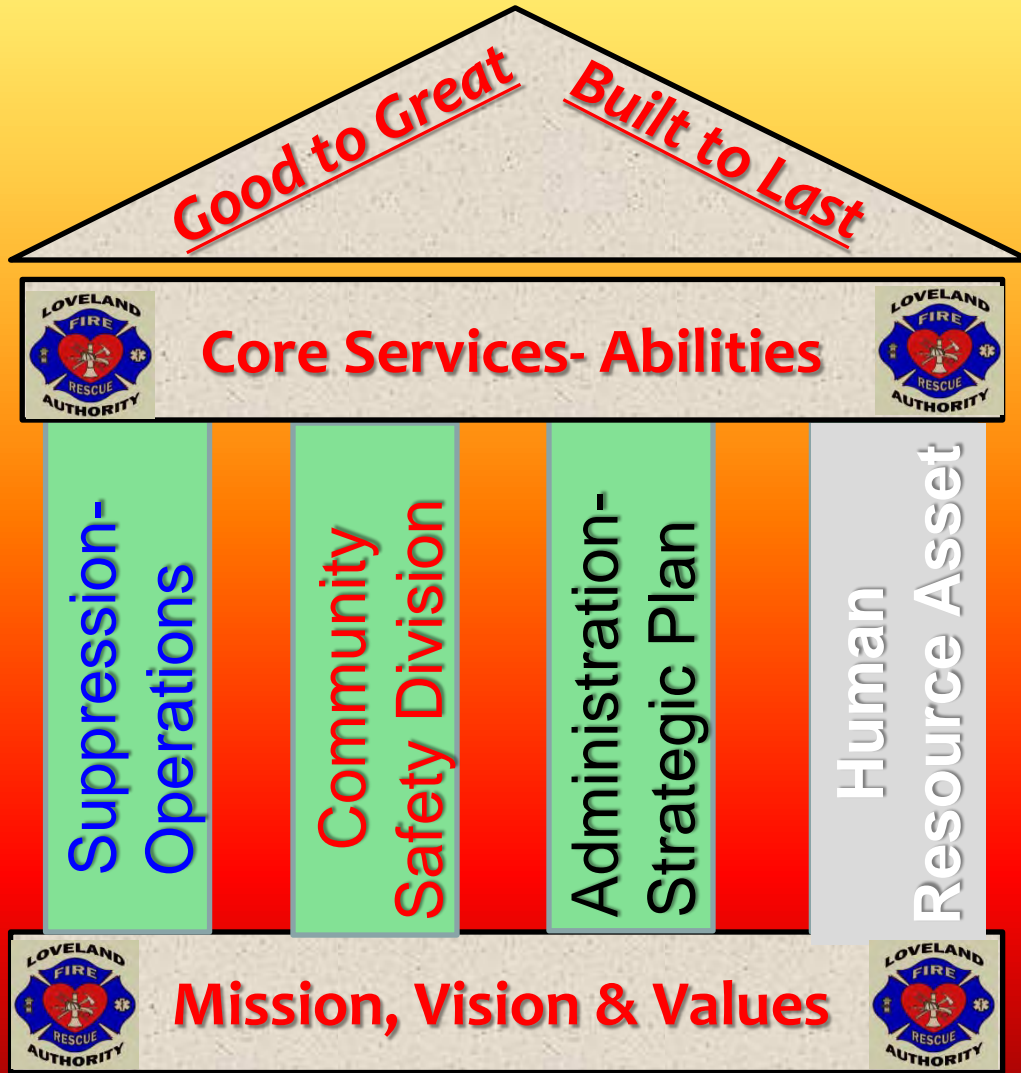 Good to Great
Built to Last
LOVELAND
FIRE
RESCUE
AUTHORITY
Core Services- Abilities
LOVELAND
FIRE
RESCUE
AUTHORITY
Suppression-
Operations
Community
Safety Division
Administration-
Strategic Plan
Human
Resource Asset
LOVELAND
FIRE
RESCUE
AUTHORITY
Mission, Vision & Values
LOVELAND
FIRE
RESCUE
AUTHORITY